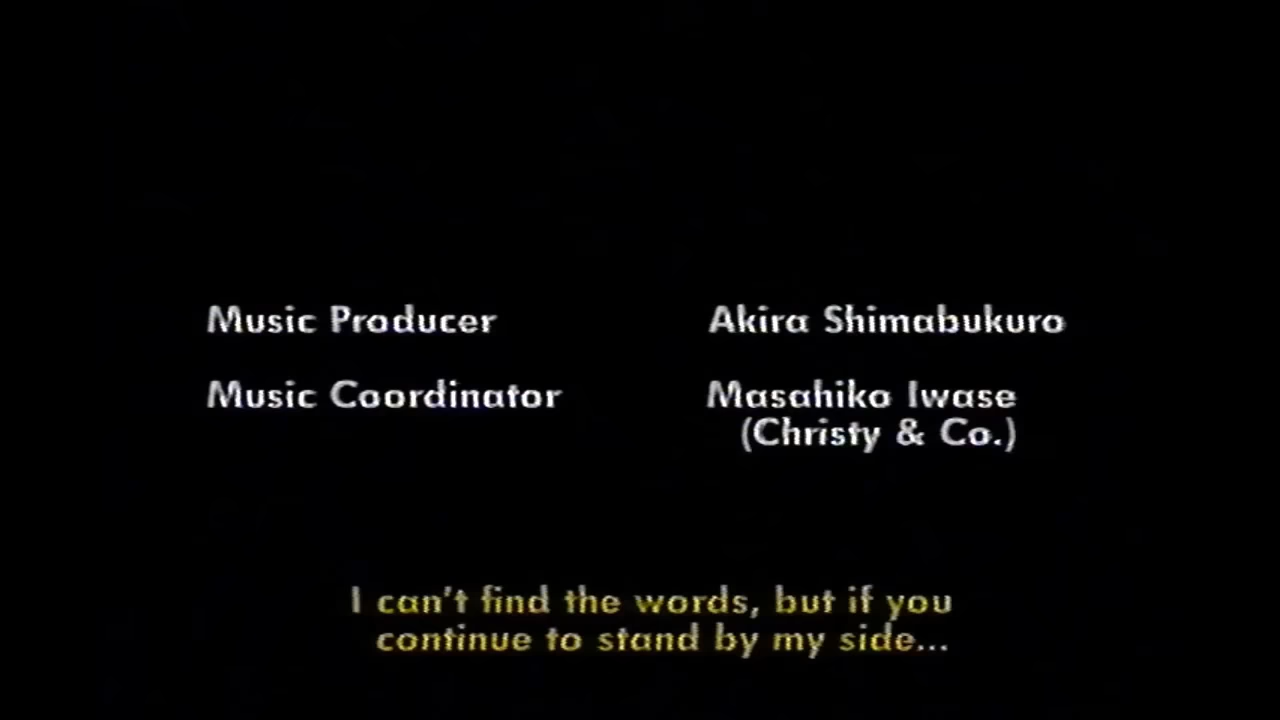 Music Producer Akira Shimabukuro
Music Coordinator Masahiko Iwase
(Christy & Co.)
I can't find the words, but if you
continue to stand by my side...